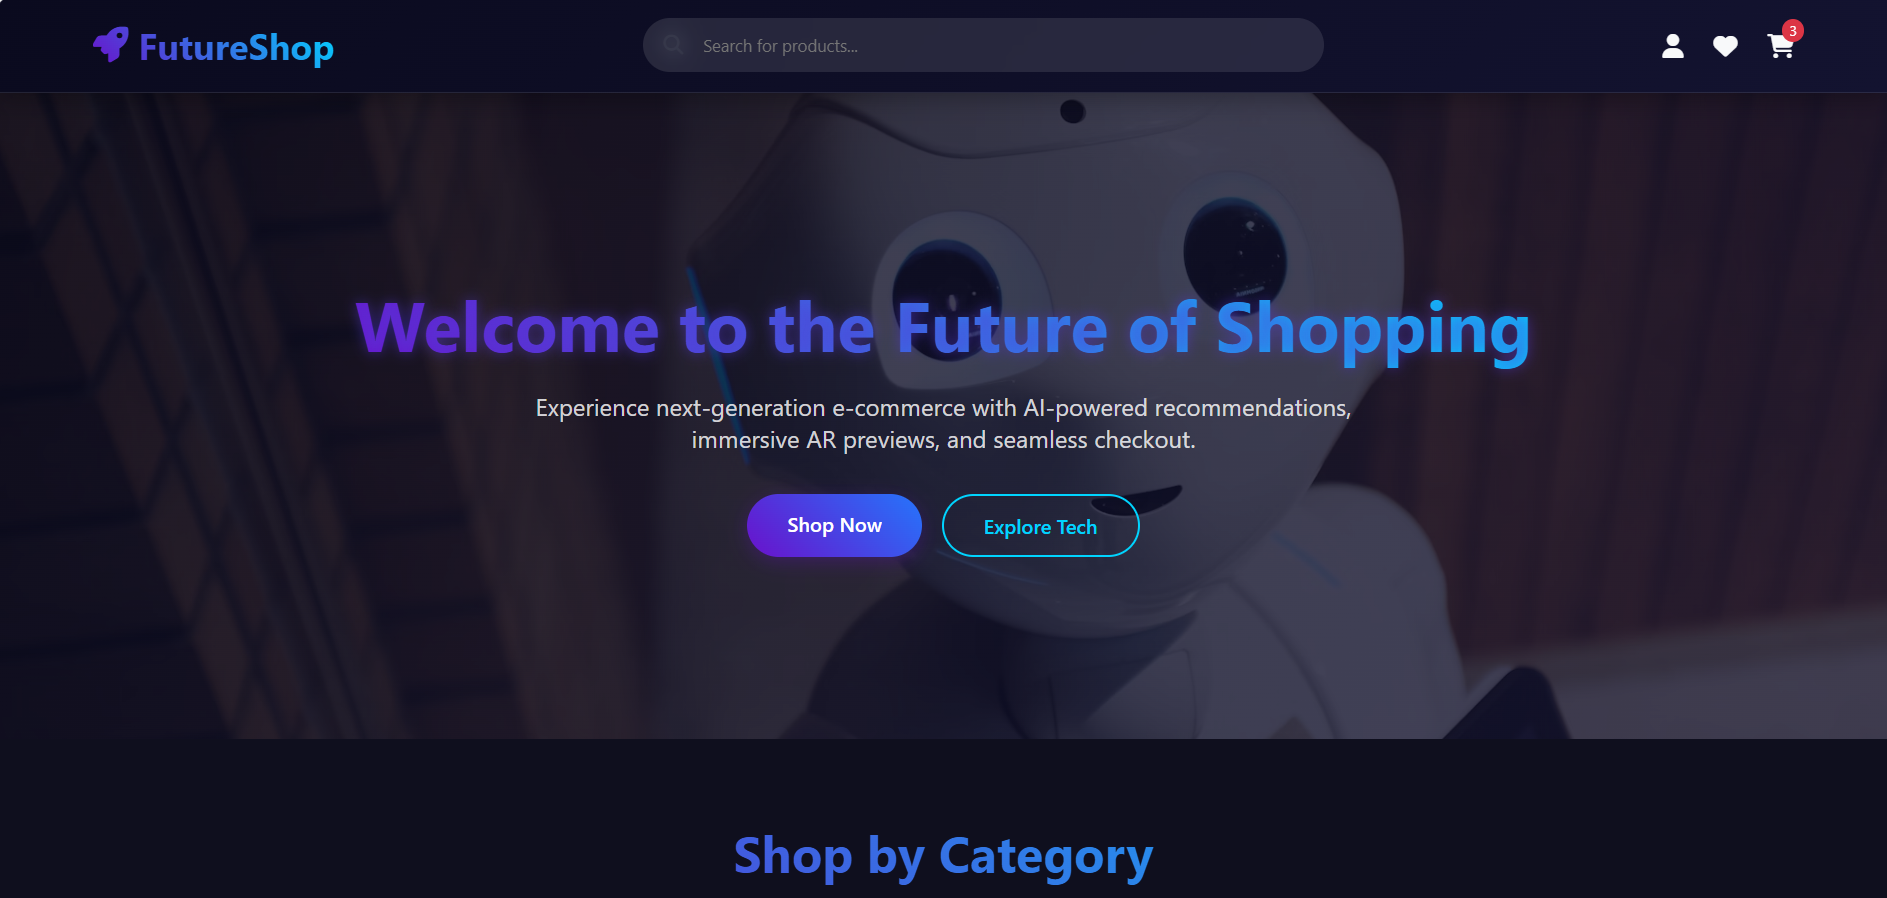 FutureShop
Search for products...
3
Welcome to the Future of Shopping
Experience next-generation e-commerce with AI-powered recommendations,
immersive AR previews, and seamless checkout.
Shop Now
Explore Tech
Shop by Category